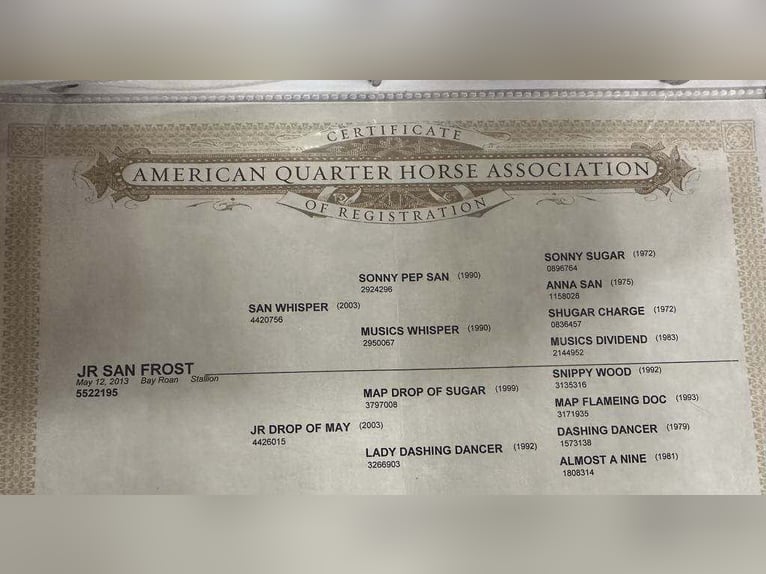 CERTIFICATE
AMERICAN QUARTER HORSE ASSOCIATION
OF REGISTRATION
SONNY SUGAR (1972)
0896764
SONNY PEP SAN (1990)
2924296
ANNA SAN (1975)
1158028
SAN WHISPER (2003)
4420756
SHUGAR CHARGE (1972)
0836457
MUSICS WHISPER (1990)
2950067
MUSICS DIVIDEND (1983)
2144952
JR SAN FROST
May 12, 2013 Bay Roan Stallion
5522195
SNIPPY WOOD (1992)
3135316
MAP DROP OF SUGAR (1999)
3797008
MAP FLAMEING DOC (1993)
3171935
JR DROP OF MAY (2003)
4426015
DASHING DANCER (1979)
1573138
LADY DASHING DANCER (1992)
3266903
ALMOST A NINE (1981)
1808314